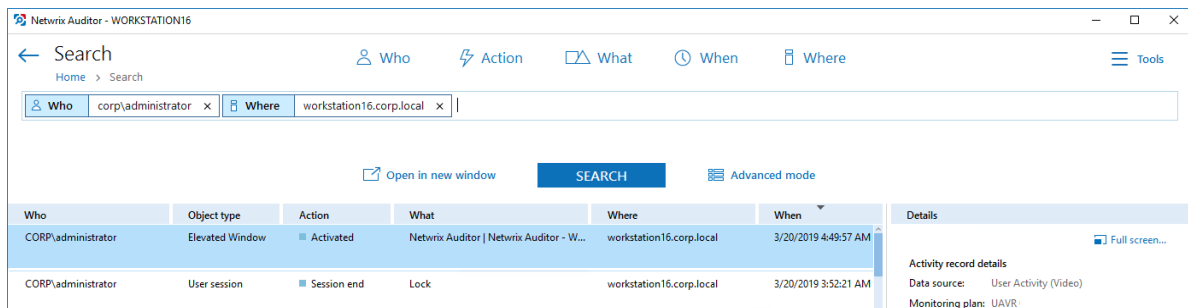 Netwrix Auditor - WORKSTATION16
Search
Who Action What When Where
Tools
Home > Search
Who corp\administrator x Where workstation16.corp.local x
Open in new window SEARCH Advanced mode
Who Object type Action What Where When Details
CORP\administrator Elevated Window Activated Netwrix Auditor | Netwrix Auditor - W... workstation16.corp.local 3/20/2019 4:49:57 AM
Full screen...
Activity record details
CORP\administrator User session Session end Lock workstation16.corp.local 3/20/2019 3:52:21 AM
Data source: User Activity (Video)
Monitoring plan: UAVR